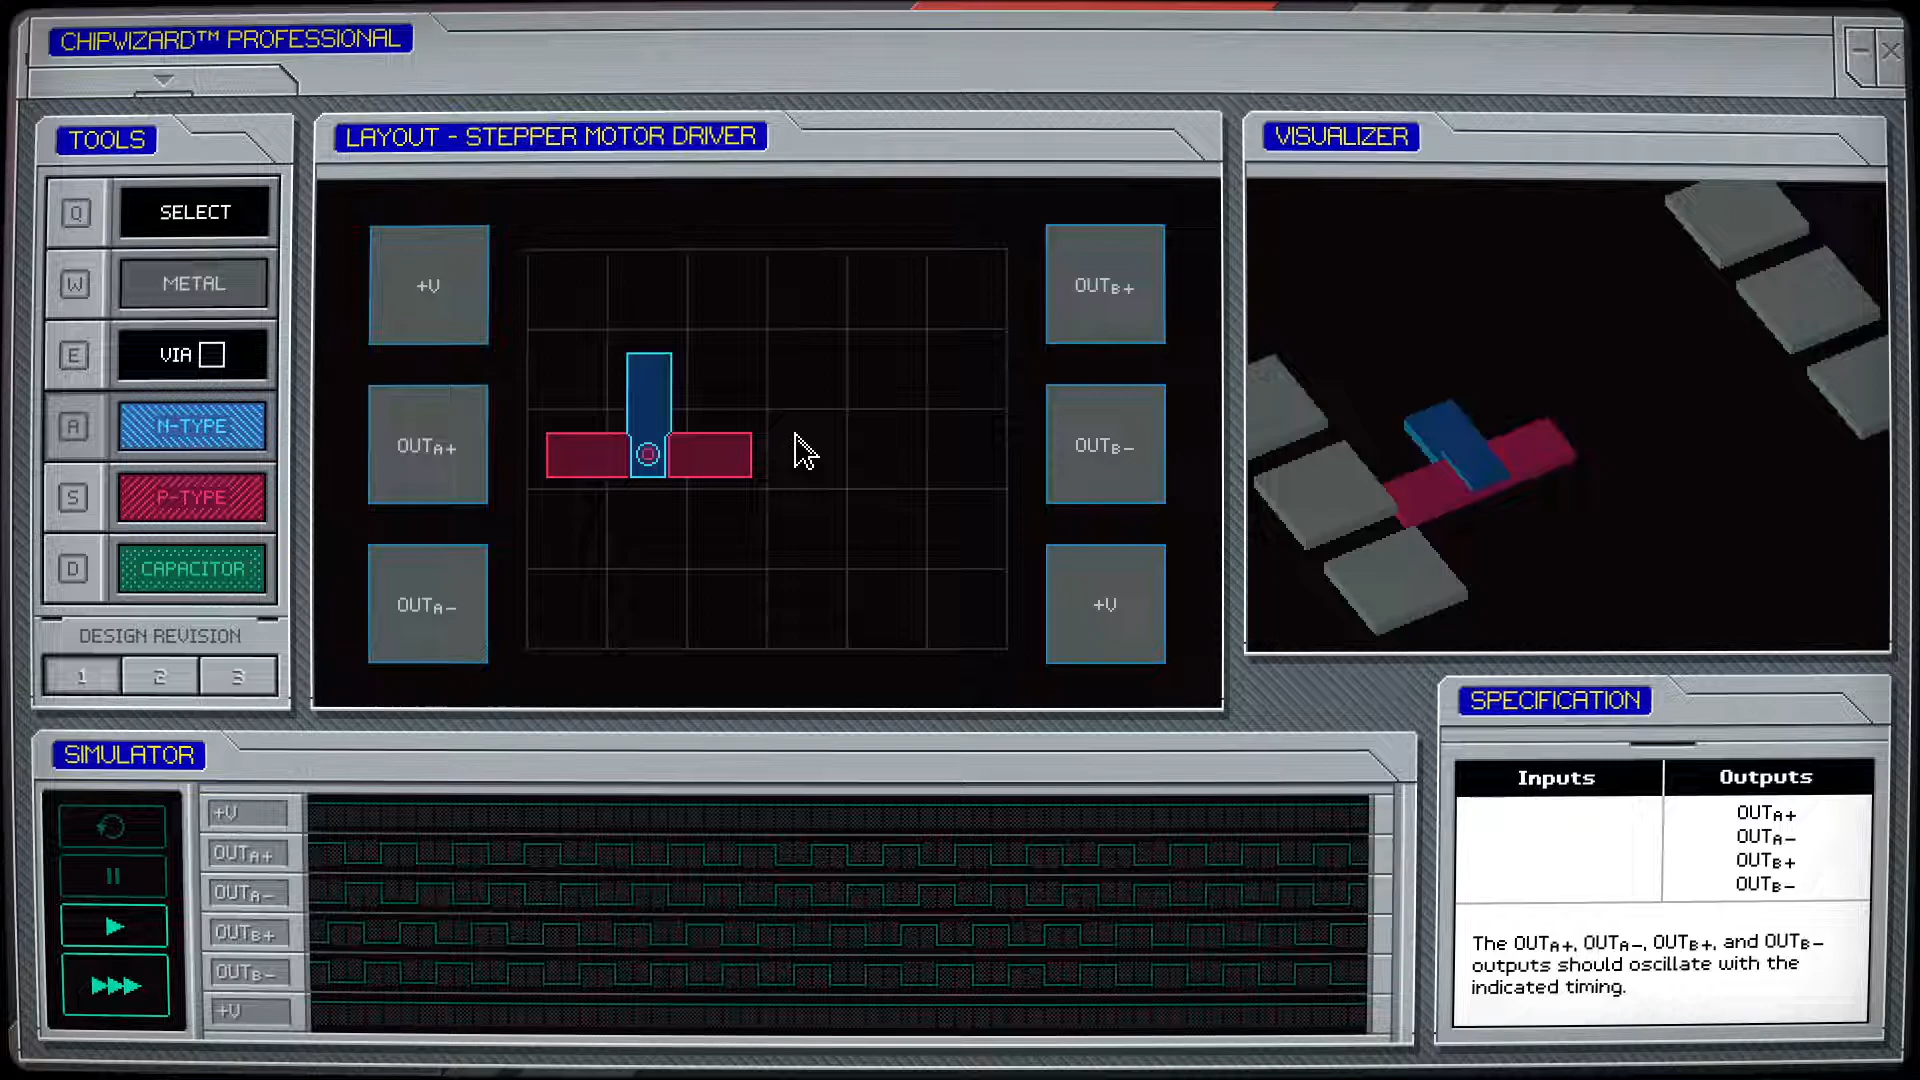 CHIPWIZARD™ PROFESSIONAL
TOOLS
Q
SELECT
W
METAL
E
VIA
A
N-TYPE
S
P-TYPE
D
CAPACITOR
DESIGN REVISION
1
2
3
LAYOUT - STEPPER MOTOR DRIVER
+V
OUTA+
OUTA-
OUTB+
OUTB-
+V
VISUALIZER
SIMULATOR
+V
OUTA+
OUTA-
OUTB+
OUTB-
+V
SPECIFICATION
Inputs
Outputs
OUTA+
OUTA-
OUTB+
OUTB-
The OUTA+, OUTA-, OUTB+, and OUTB-
outputs should oscillate with the
indicated timing.